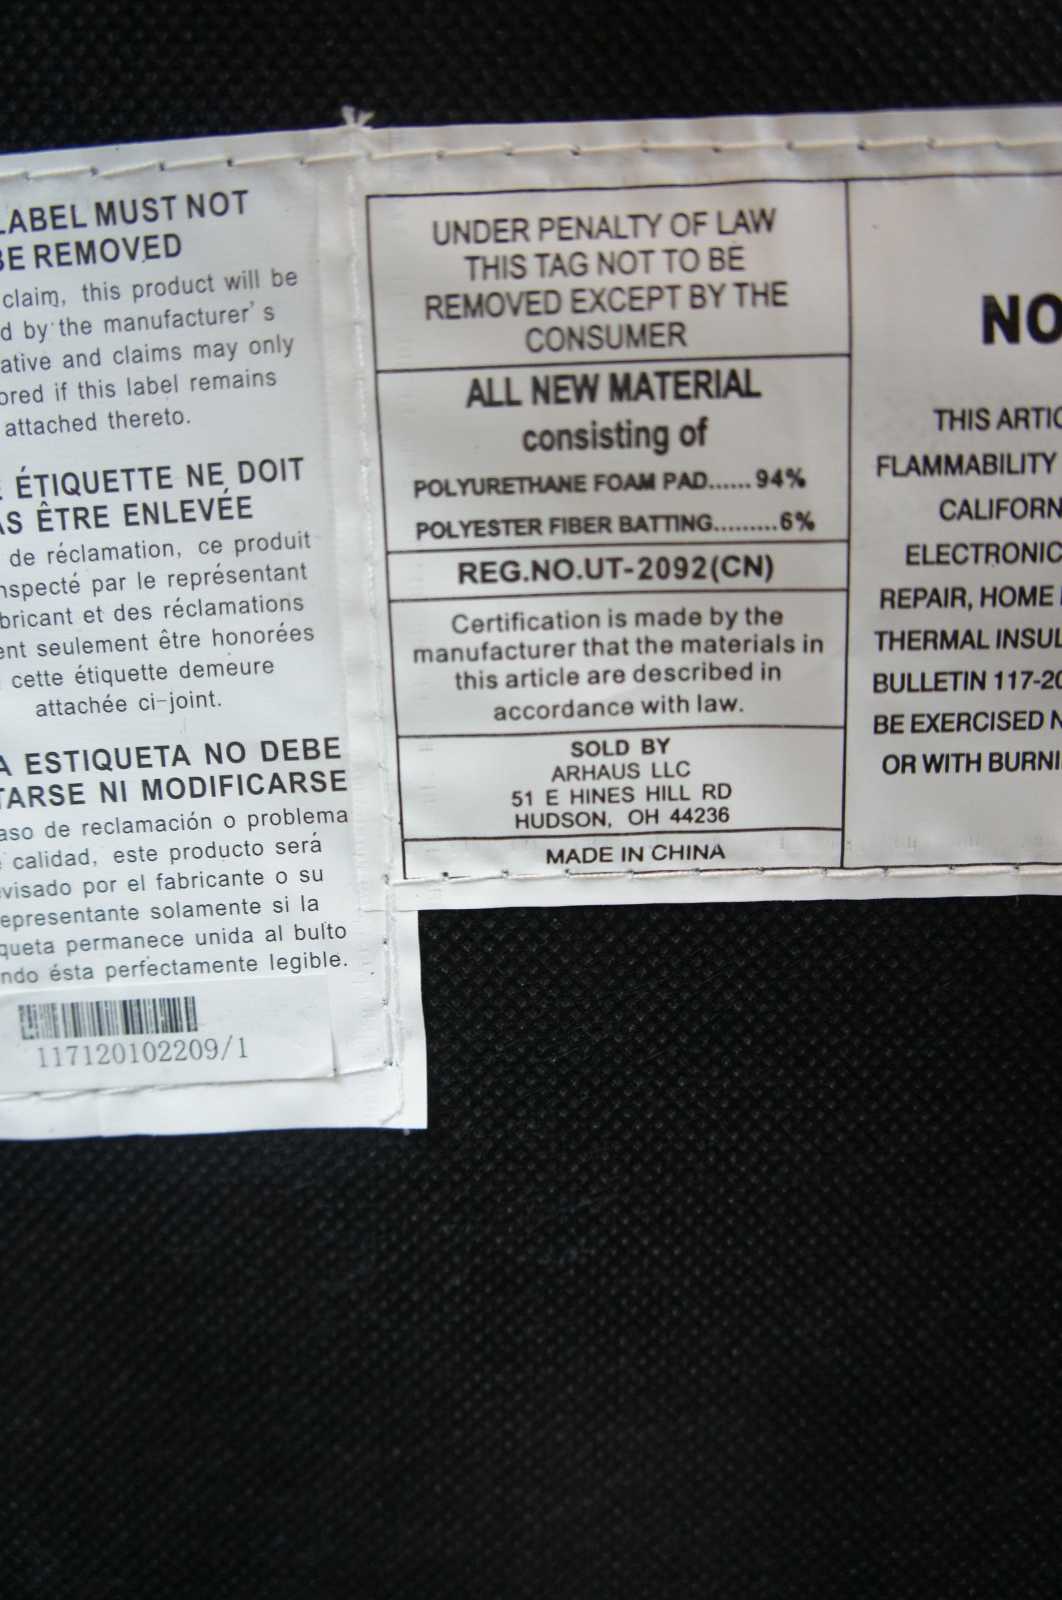 LABEL MUST NOT
BE REMOVED
claim, this product will be
d by the manufacturer's
ative and claims may only
ored if this label remains
attached thereto.
ÉTIQUETTE NE DOIT
AS ÊTRE ENLEVÉE
de réclamation, ce produit
nspecté par le représentant
bricant et des réclamations
ent seulement être honorées
cette étiquette demeure
attachée ci-joint.
A ESTIQUETA NO DEBE
TARSE NI MODIFICARSE
aso de reclamación o problema
calidad, este producto será
visado por el fabricante o su
epresentante solamente si la
queta permanece unida al bulto
ndo ésta perfectamente legible.
117120102209/1
UNDER PENALTY OF LAW
THIS TAG NOT TO BE
REMOVED EXCEPT BY THE
CONSUMER
ALL NEW MATERIAL
consisting of
POLYURETHANE FOAM PAD......94%
POLYESTER FIBER BATTING.........6%
REG.NO.UT-2092(CN)
Certification is made by the
manufacturer that the materials in
this article are described in
accordance with law.
SOLD BY
ARHAUS LLC
51 E HINES HILL RD
HUDSON, OH 44236
MADE IN CHINA
NO
THIS ARTIC
FLAMMABILITY
CALIFORN
ELECTRONIC
REPAIR, HOME
THERMAL INSUL
BULLETIN 117-20
BE EXERCISED N
OR WITH BURNI